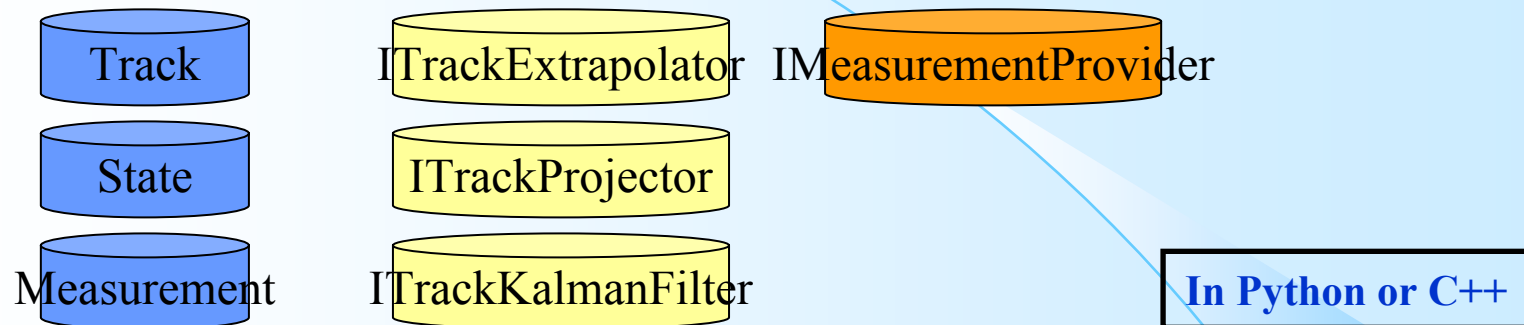 Track
ITrackExtrapolator
IMeasurementProvider
State
ITrackProjector
Measurement
ITrackKalmanFilter
In Python or C++